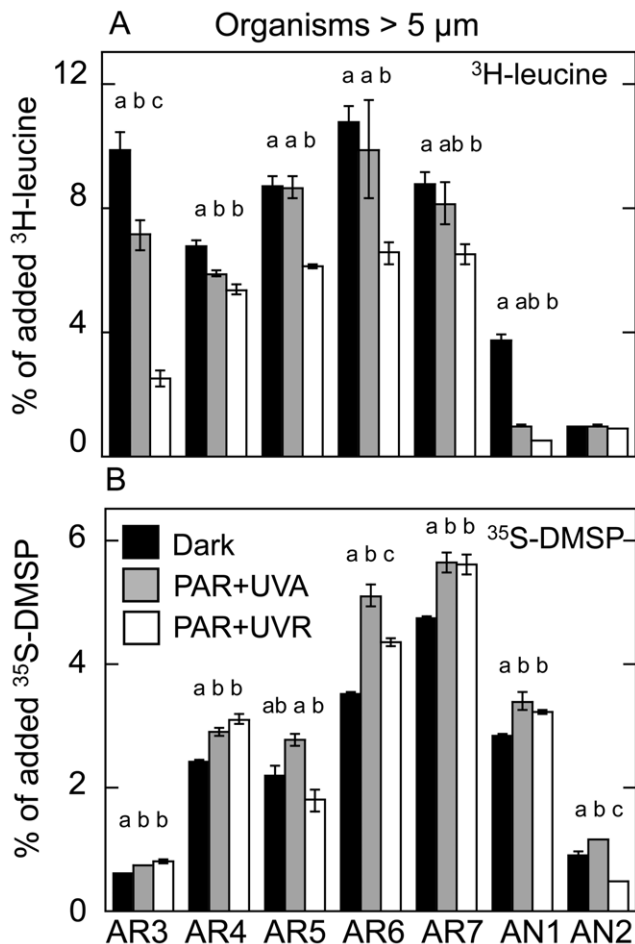 A Organisms > 5 µm
³H-leucine
% of added ³H-leucine
12
8
4
0
a b c
a b b
a a b
a a b
a ab b
a ab b
B
³⁵S-DMSP
% of added ³⁵S-DMSP
6
4
2
0
Dark
PAR+UVA
PAR+UVR
a b b
a b b
ab a b
a b c
a b b
a b b
a b c
AR3 AR4 AR5 AR6 AR7 AN1 AN2